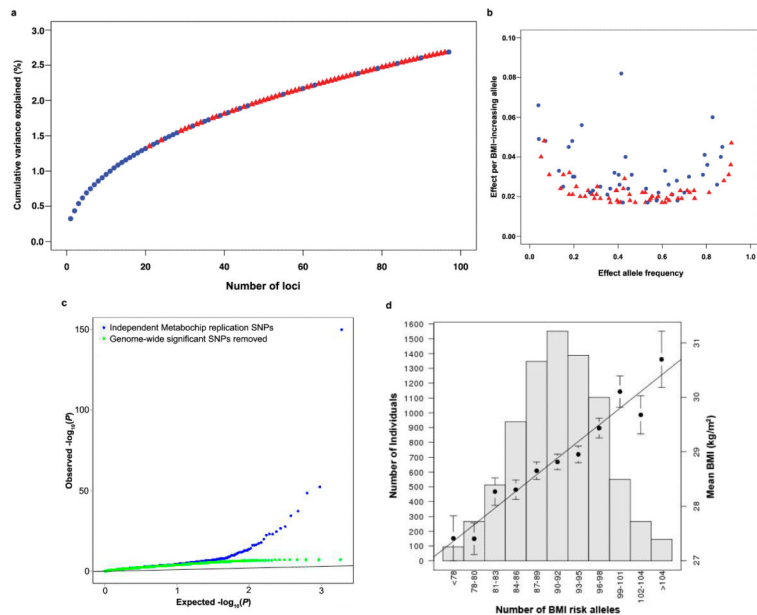 a
3.0
2.5
2.0
1.5
1.0
0.5
0.0
Cumulative variance explained (%)
0 20 40 60 80 100
Number of loci
b
0.10
0.08
0.06
0.04
0.02
0.00
Effect per BMI−increasing allele
0.0 0.2 0.4 0.6 0.8 1.0
Effect allele frequency
c
Independent Metabochip replication SNPs
Genome-wide significant SNPs removed
150
100
50
0
Observed -log₁₀(P)
0 1 2 3
Expected -log₁₀(P)
d
1600
1500
1400
1300
1200
1100
1000
900
800
700
600
500
400
300
200
100
0
Number of Individuals
31
30
29
28
27
Mean BMI (kg/m²)
<78 78-80 81-83 84-86 87-89 90-92 93-95 96-98 99-101 102-104 >104
Number of BMI risk alleles